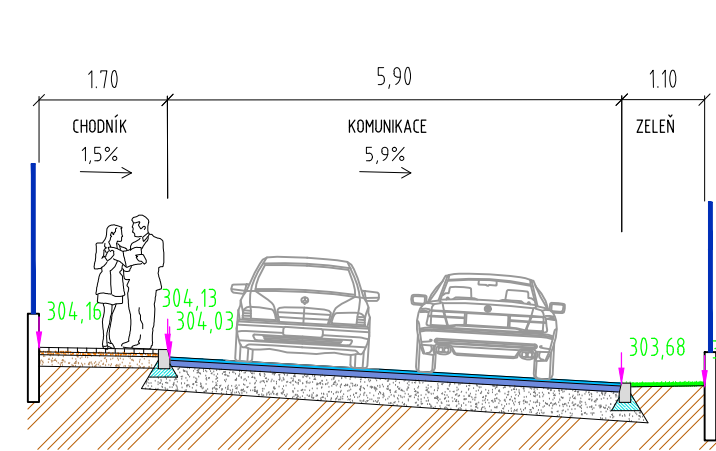 1.70 5,90 1.10
CHODNÍK KOMUNIKACE ZELEŇ
1,5% 5,9%
304,16 304,13
304,03
303,68